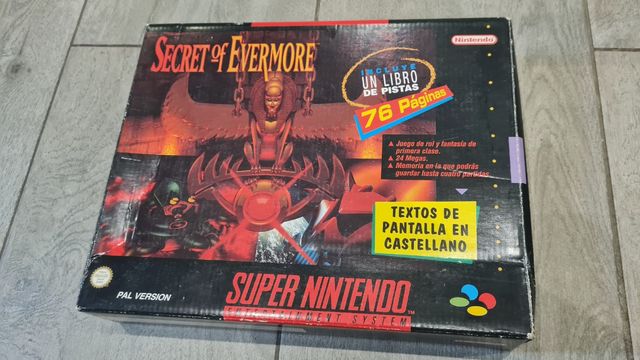 SECRET OF EVERMORE
Nintendo
INCLUYE
UN LIBRO
DE PISTAS
76 Páginas
Juego de rol y fantasía de
primera clase.
24 Megas.
Memoria en la que podrás
guardar hasta cuatro partidas.
TEXTOS DE
PANTALLA EN
CASTELLANO
PAL VERSION
SUPER NINTENDO
ENTERTAINMENT SYSTEM
TM